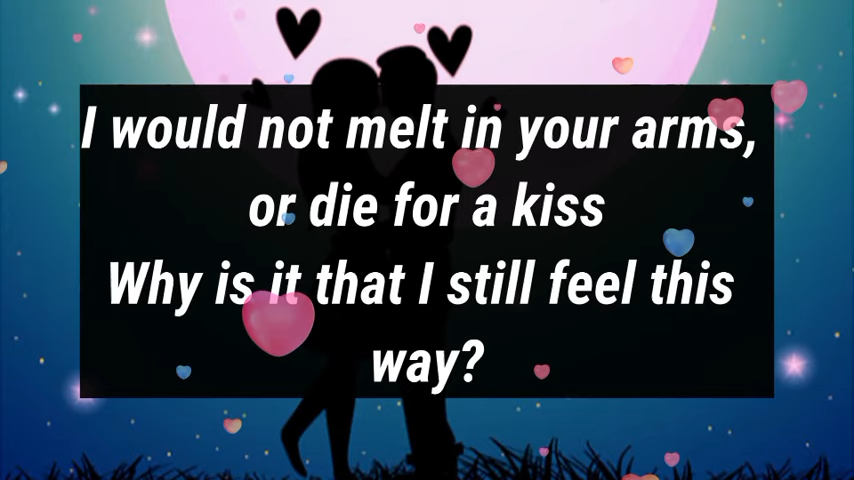 I would not melt in your arms,
or die for a kiss
Why is it that I still feel this
way?